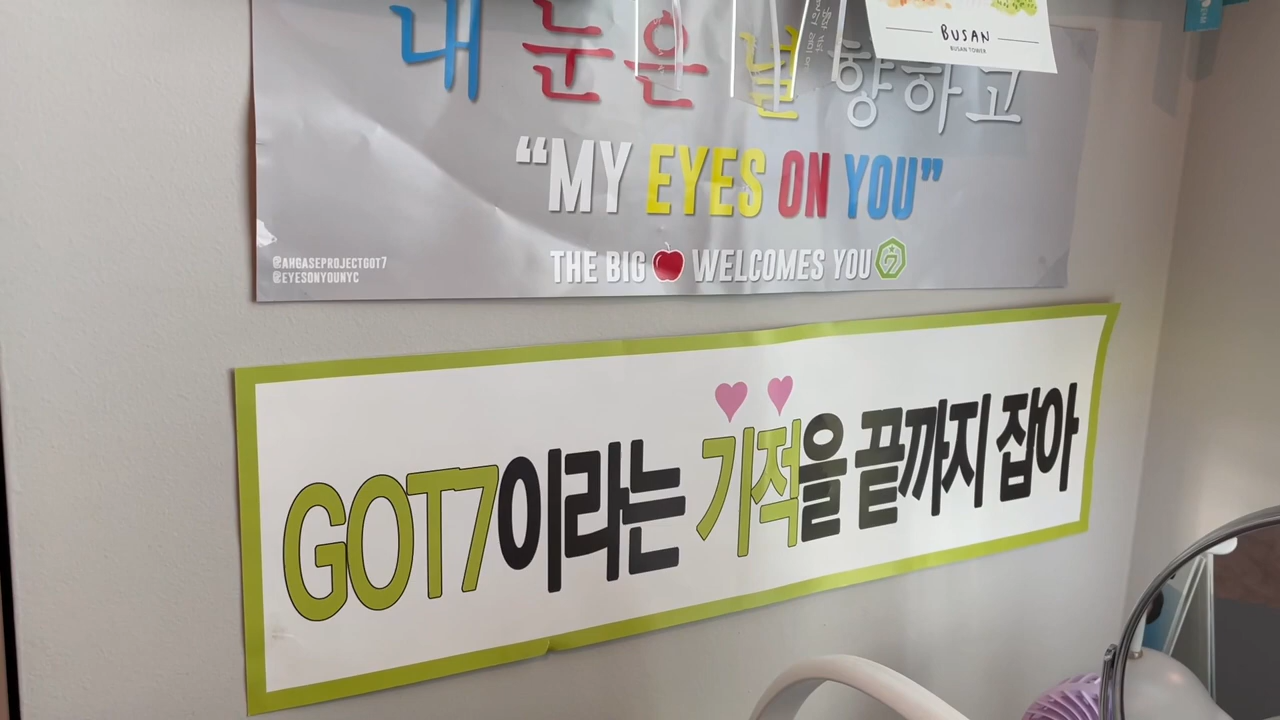 내 눈은 널 향하고
BUSAN
BUSAN TOWER
“MY EYES ON YOU”
THE BIG WELCOMES YOU
@AHGASEPROJECTGOT7
@EYESONYOUNYC
GOT7이라는 기적을 끝까지 잡아